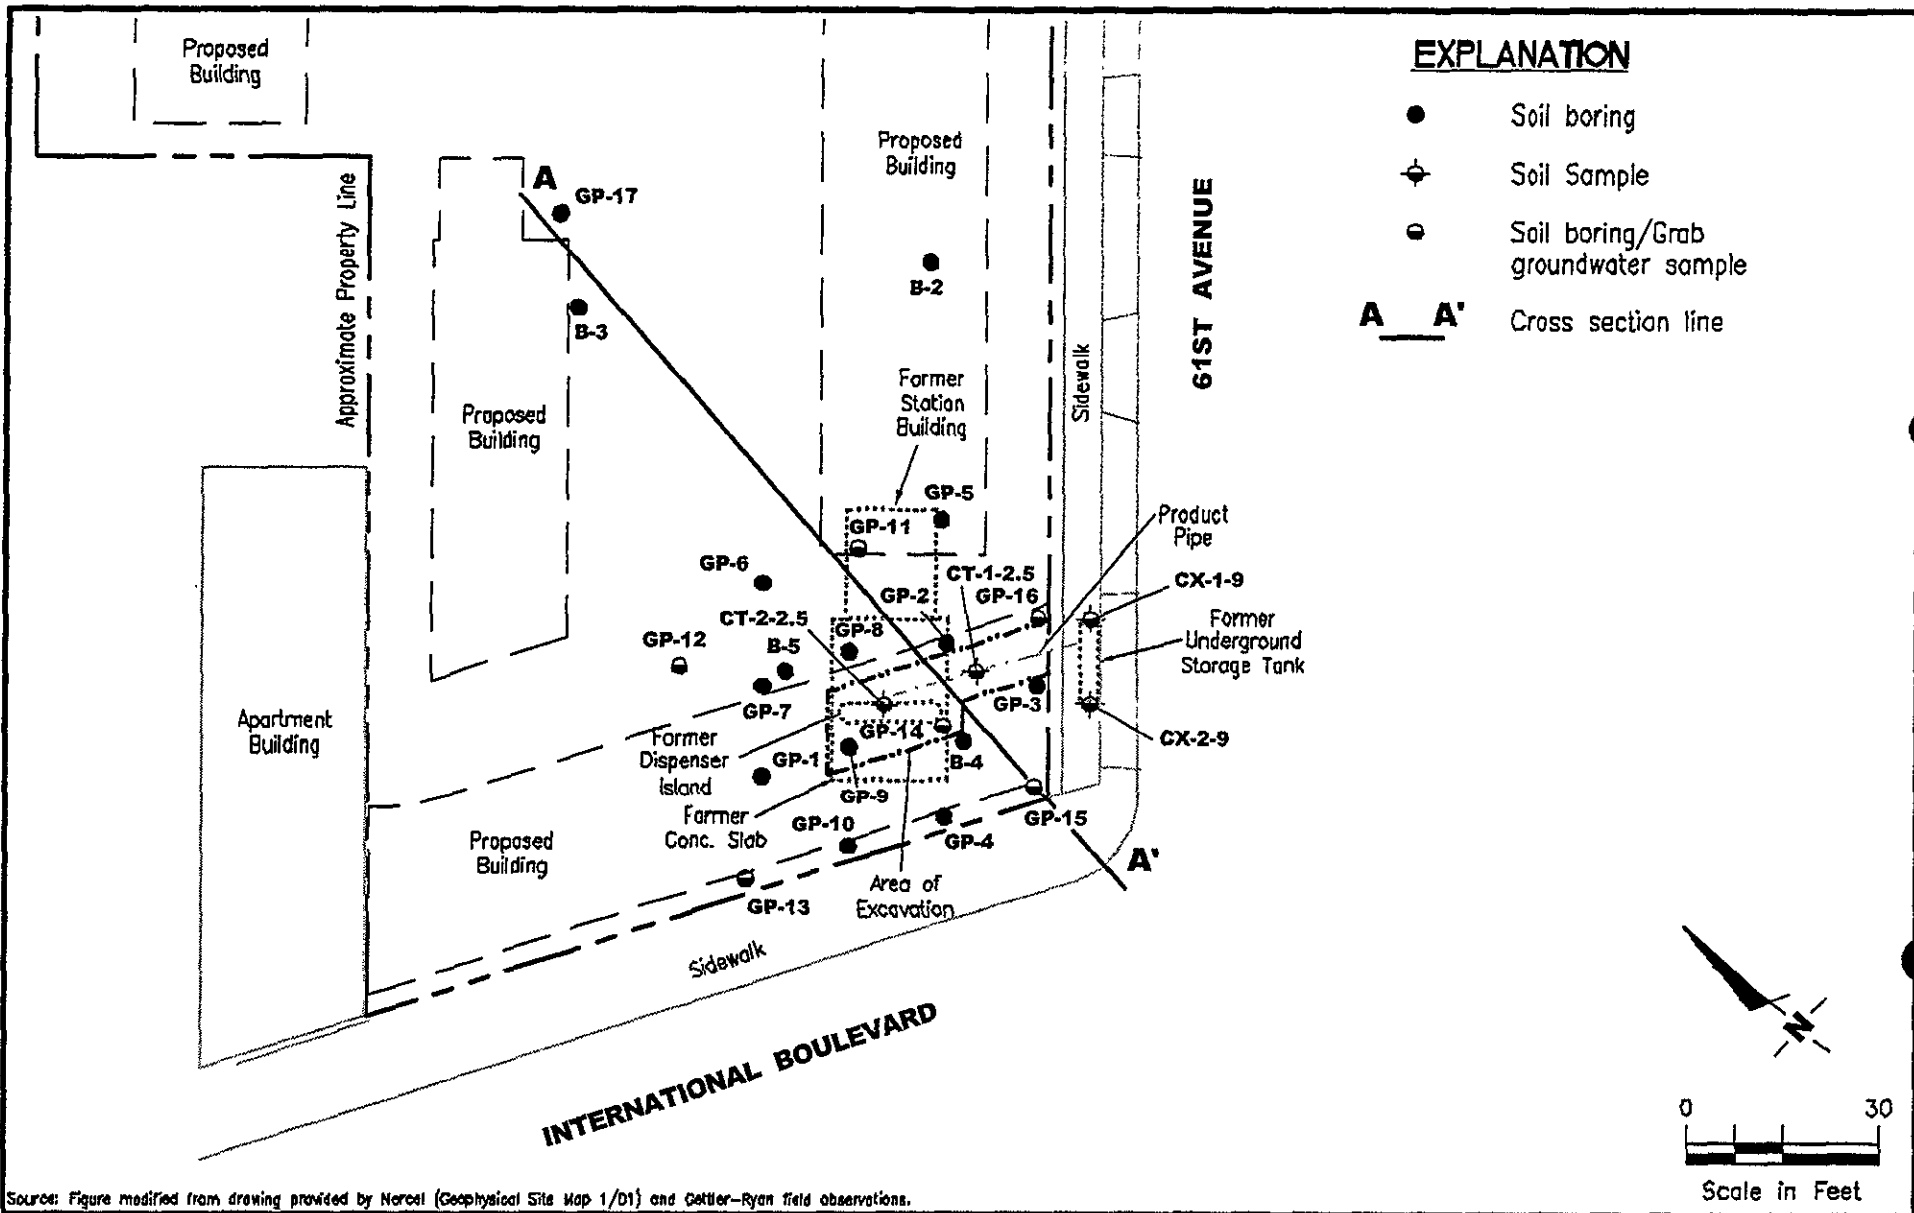 Proposed
Building
EXPLANATION
Soil boring
Soil Sample
Soil boring/Grab
groundwater sample
A A' Cross section line
Proposed
Building
A
GP-17
Approximate Property Line
B-2
B-3
61ST AVENUE
Sidewalk
Former
Station
Building
Proposed
Building
GP-5
GP-11
Product
Pipe
GP-6
CT-1-2.5
CX-1-9
GP-2
GP-16
CT-2-2.5
GP-8
Former
Underground
Storage Tank
GP-12
B-5
GP-7
GP-3
Apartment
Building
Former
Dispenser
Island
GP-14
CX-2-9
GP-1
B-4
GP-9
Former
Conc. Slab
GP-10
GP-15
GP-4
Proposed
Building
A'
Area of
Excavation
GP-13
Sidewalk
INTERNATIONAL BOULEVARD
N
0 30
Scale in Feet
Source: Figure modified from drawing provided by Norcal (Geophysical Site Map 1/D1) and Gettler-Ryan field observations.